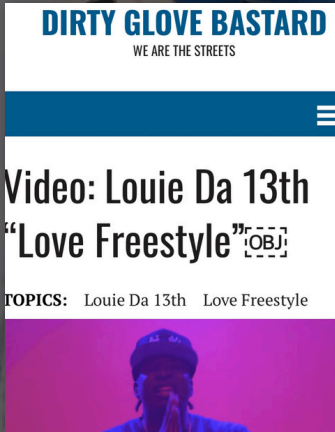 DIRTY GLOVE BASTARD
WE ARE THE STREETS
Video: Louie Da 13th
“Love Freestyle”OBJ
TOPICS: Louie Da 13th Love Freestyle